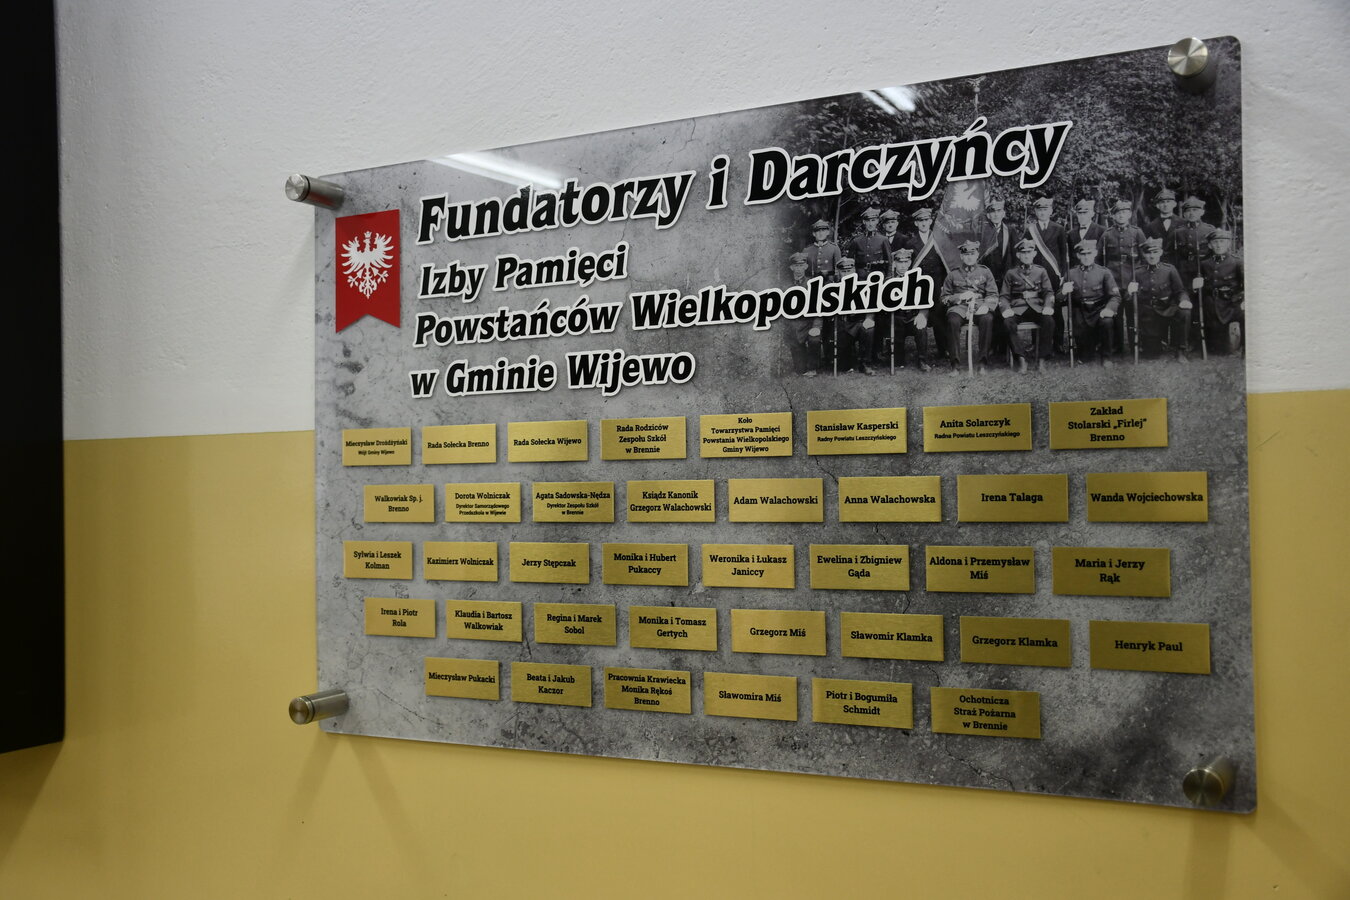 Fundatorzy i Darczyńcy
Izby Pamięci
Powstańców Wielkopolskich
w Gminie Wijewo
Mieczysław Drożdżyński
Wójt Gminy Wijewo
Rada Sołecka Brenno
Rada Sołecka Wijewo
Rada Rodziców
Zespołu Szkół
w Brennie
Koło
Towarzystwa Pamięci
Powstania Wielkopolskiego
Gminy Wijewo
Stanisław Kasperski
Radny Powiatu Leszczyńskiego
Anita Solarczyk
Radna Powiatu Leszczyńskiego
Zakład
Stolarski „Firlej”
Brenno
Walkowiak Sp. j.
Brenno
Dorota Wolniczak
Dyrektor Samorządowego
Przedszkola w Wijewie
Agata Sadowska-Nędza
Dyrektor Zespołu Szkół
w Brennie
Ksiądz Kanonik
Grzegorz Walachowski
Adam Walachowski
Anna Walachowska
Irena Talaga
Wanda Wojciechowska
Sylwia i Leszek
Kolman
Kazimierz Wolniczak
Jerzy Stępczak
Monika i Hubert
Pukaccy
Weronika i Łukasz
Janiccy
Ewelina i Zbigniew
Gąda
Aldona i Przemysław
Miś
Maria i Jerzy
Rąk
Irena i Piotr
Rola
Klaudia i Bartosz
Walkowiak
Regina i Marek
Sobol
Monika i Tomasz
Gertych
Grzegorz Miś
Sławomir Klamka
Grzegorz Klamka
Henryk Paul
Mieczysław Pukacki
Beata i Jakub
Kaczor
Pracownia Krawiecka
Monika Rękoś
Brenno
Sławomira Miś
Piotr i Bogumiła
Schmidt
Ochotnicza
Straż Pożarna
w Brennie